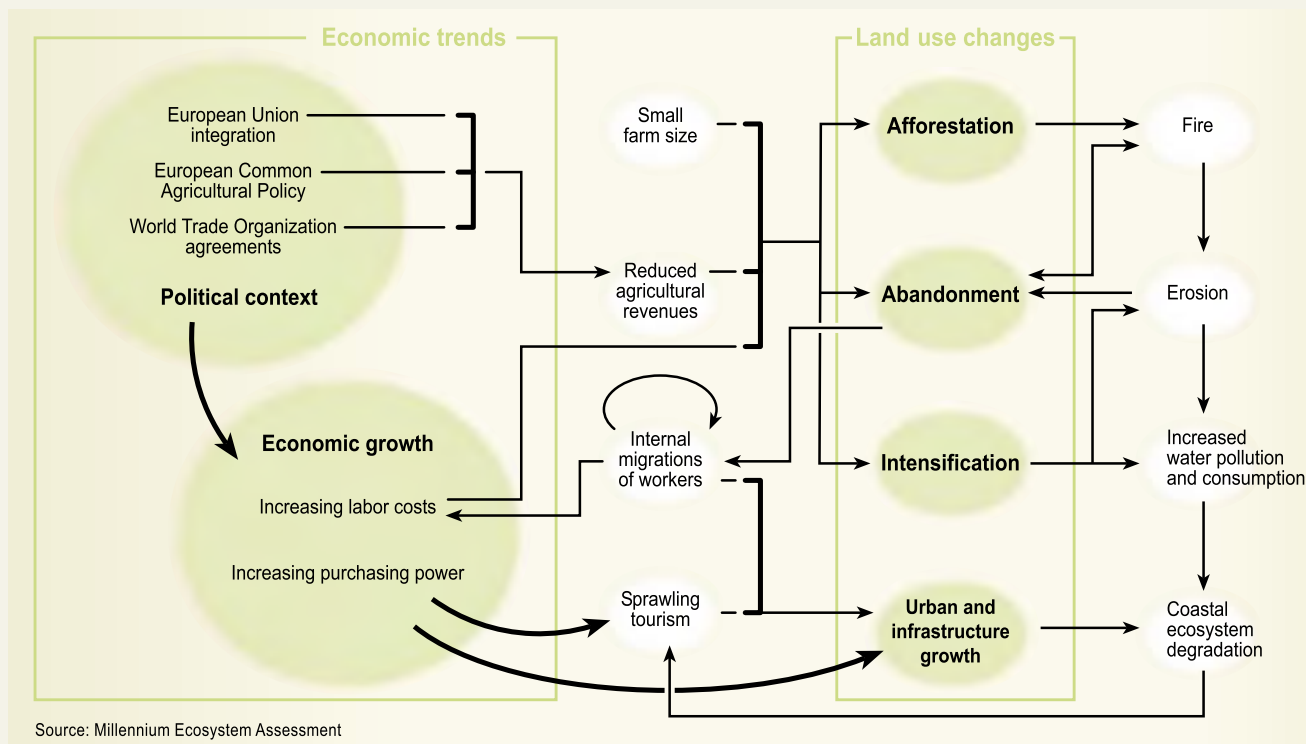 Economic trends
Land use changes
European Union
integration
European Common
Agricultural Policy
World Trade Organization
agreements
Political context
Economic growth
Increasing labor costs
Increasing purchasing power
Small
farm size
Reduced
agricultural
revenues
Internal
migrations
of workers
Sprawling
tourism
Afforestation
Abandonment
Intensification
Urban and
infrastructure
growth
Fire
Erosion
Increased
water pollution
and consumption
Coastal
ecosystem
degradation
Source: Millennium Ecosystem Assessment